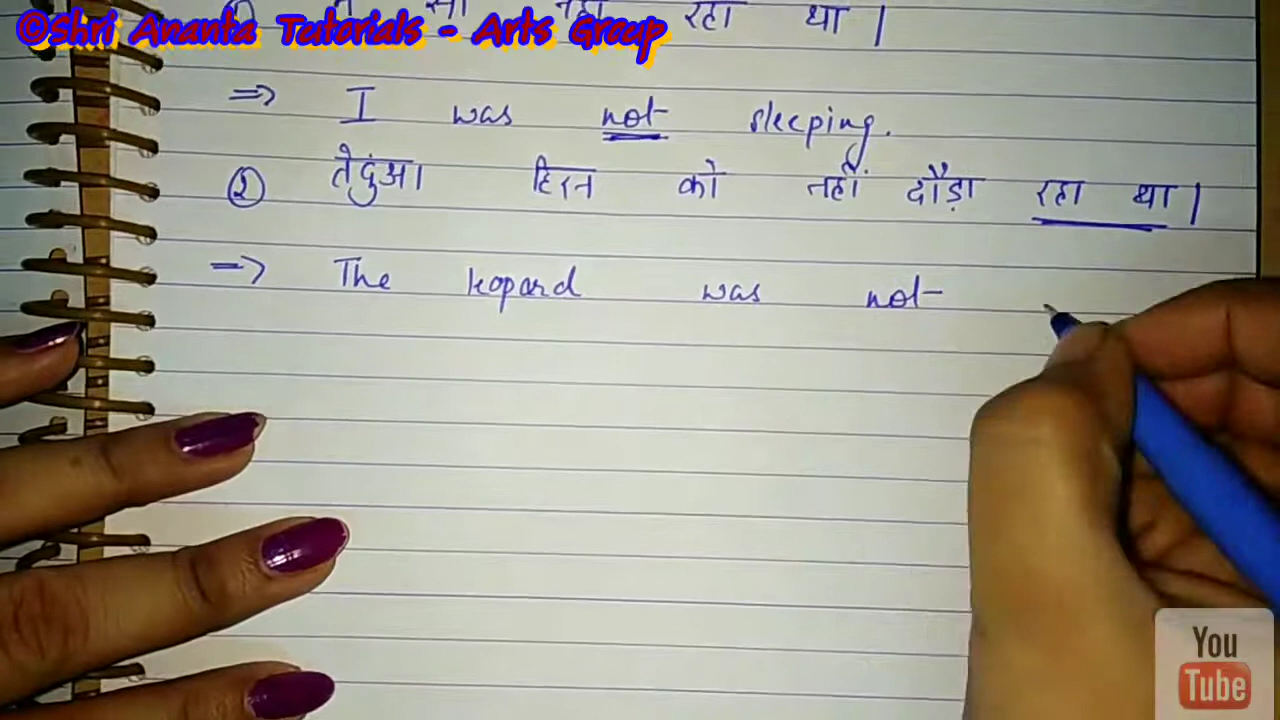 मैं सो नहीं रहा था |
©Shri Ananta Tutorials - Arts Group
=> I was not sleeping.
② तेदुंआ हिरन को नहीं दौड़ा रहा था |
=> The leopard was not
You
Tube